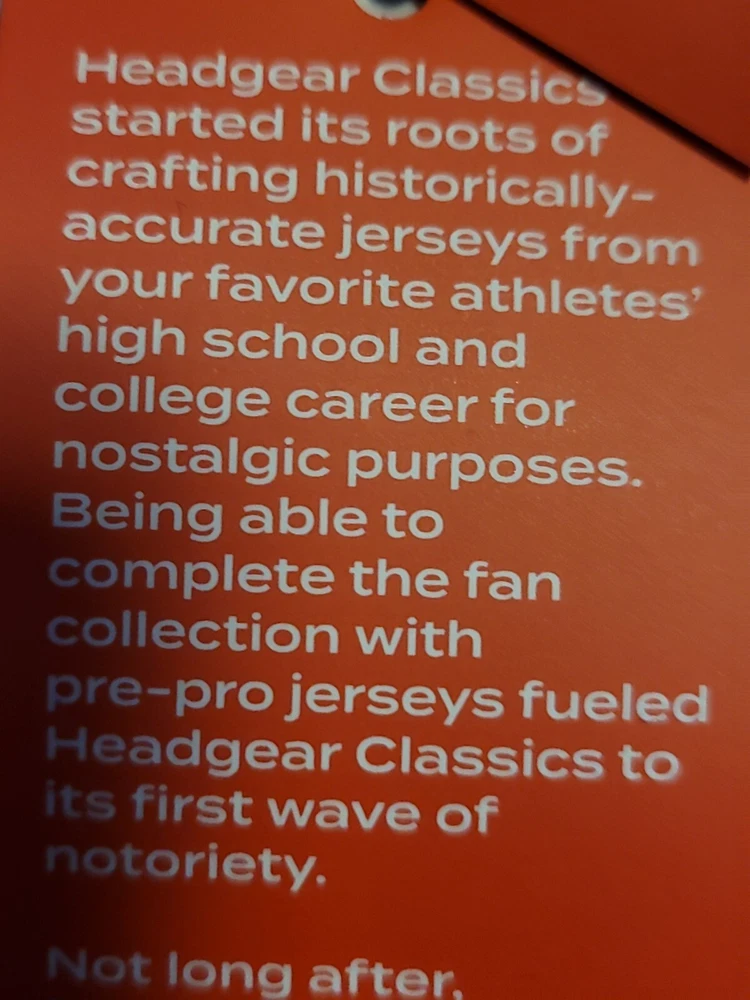 Headgear Classics
started its roots of
crafting historically-
accurate jerseys from
your favorite athletes’
high school and
college career for
nostalgic purposes.
Being able to
complete the fan
collection with
pre-pro jerseys fueled
Headgear Classics to
its first wave of
notoriety.
Not long after,